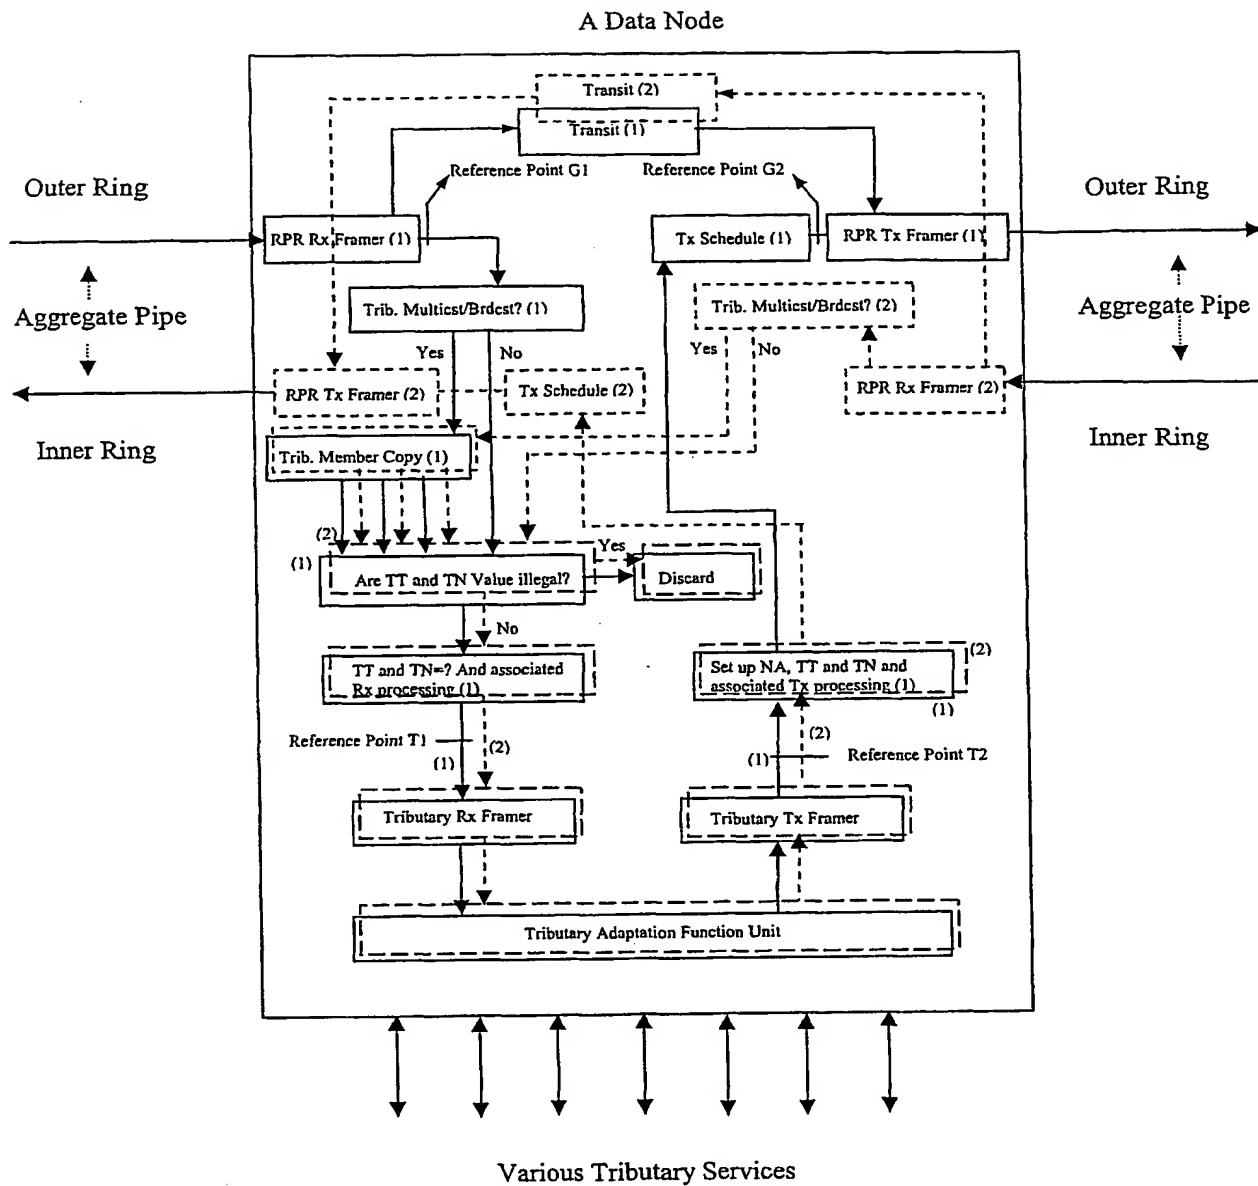 A Data Node
Transit (2)
Transit (1)
Reference Point G1
Reference Point G2
Outer Ring
Outer Ring
RPR Rx Framer (1)
Tx Schedule (1)
RPR Tx Framer (1)
Aggregate Pipe
Trib. Multicst/Brdcst? (1)
Trib. Multicst/Brdcst? (2)
Aggregate Pipe
Yes
No
Yes
No
RPR Tx Framer (2)
Tx Schedule (2)
RPR Rx Framer (2)
Inner Ring
Inner Ring
Trib. Member Copy (1)
(2)
(1)
Yes
Are TT and TN Value illegal?
Discard
No
(2)
TT and TN=? And associated
Rx processing (1)
Set up NA, TT and TN and
associated Tx processing (1)
(1)
Reference Point T1
(2)
(1)
(2)
(1)
Reference Point T2
Tributary Rx Framer
Tributary Tx Framer
Tributary Adaptation Function Unit
Various Tributary Services